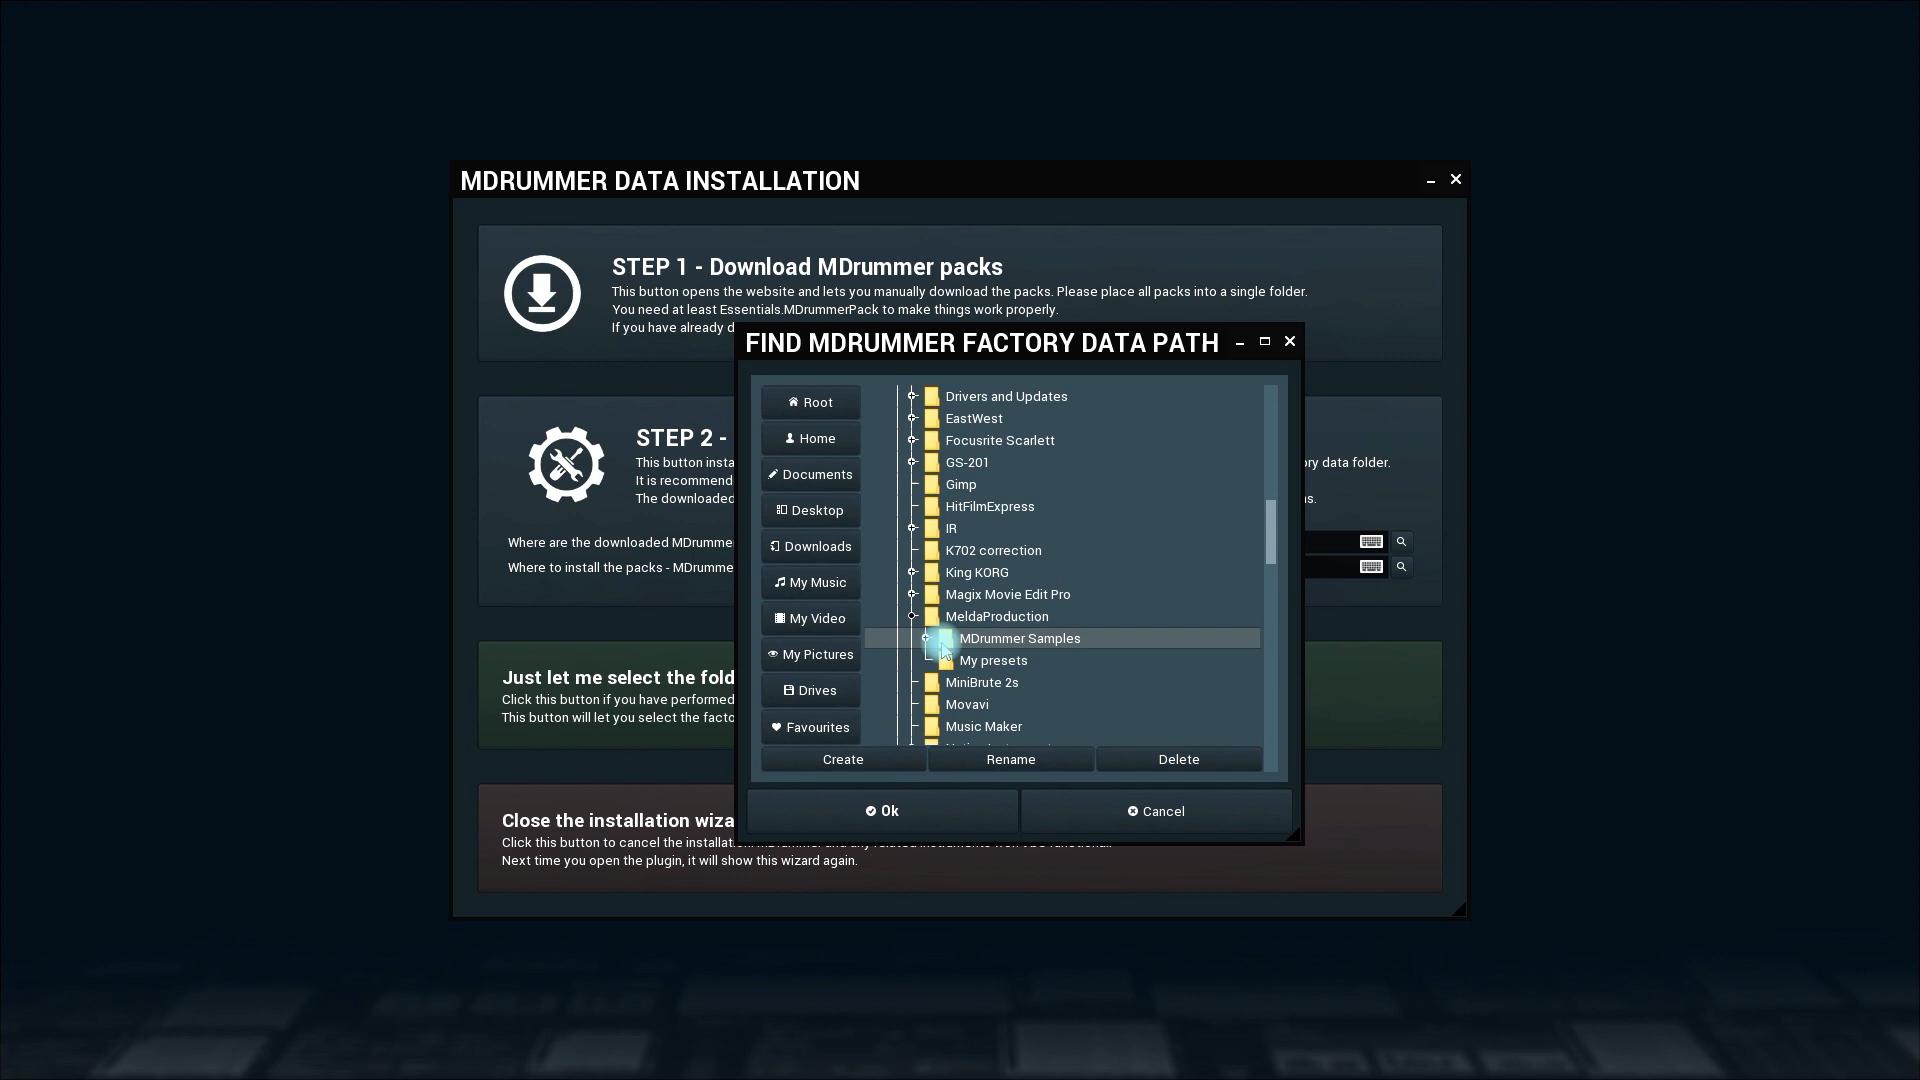 MDRUMMER DATA INSTALLATION
STEP 1 - Download MDrummer packs
This button opens the website and lets you manually download the packs. Please place all packs into a single folder.
You need at least Essentials.MDrummerPack to make things work properly.
If you have already d
FIND MDRUMMER FACTORY DATA PATH
Root
Home
Documents
Desktop
Downloads
My Music
My Video
My Pictures
Drives
Favourites
Drivers and Updates
EastWest
Focusrite Scarlett
GS-201
Gimp
HitFilmExpress
IR
K702 correction
King KORG
Magix Movie Edit Pro
MeldaProduction
MDrummer Samples
My presets
MiniBrute 2s
Movavi
Music Maker
Create
Rename
Delete
Ok
Cancel
STEP 2 -
This button insta
ory data folder.
It is recommend
The downloaded
ns.
Where are the downloaded MDrumme
Where to install the packs - MDrumme
Just let me select the fold
Click this button if you have performed
This button will let you select the facto
Close the installation wiza
Click this button to cancel the installation.
Next time you open the plugin, it will show this wizard again.